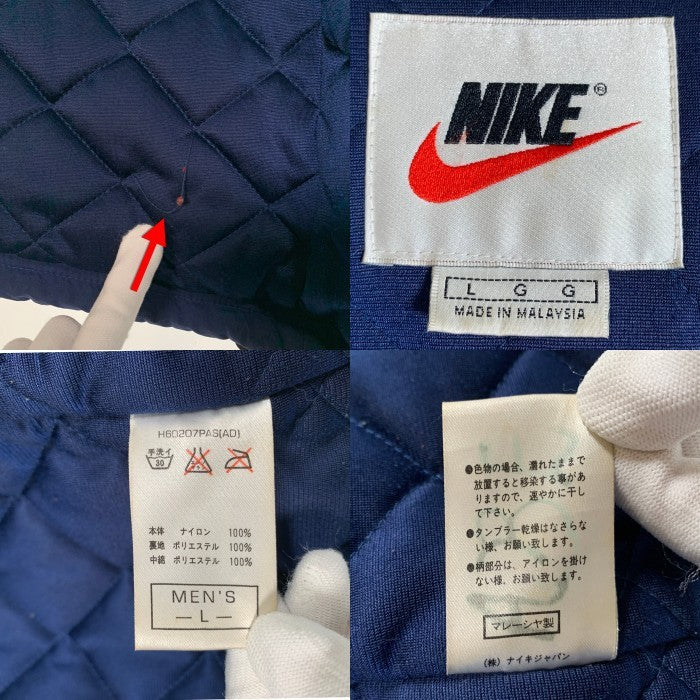 NIKE®
L G G
MADE IN MALAYSIA
H60207PAS(AD)
手洗イ
30
本体 ナイロン 100%
裏地 ポリエステル 100%
中綿 ポリエステル 100%
MEN'S
—L—
●色物の場合、濡れたままで
放置すると移染する事があ
りますので、速やかに干し
て下さい。
●タンブラー乾燥はなさらな
い様、お願い致します。
●柄部分は、アイロンを掛け
ない様、お願い致します。
マレーシヤ製
(株)ナイキジャパン